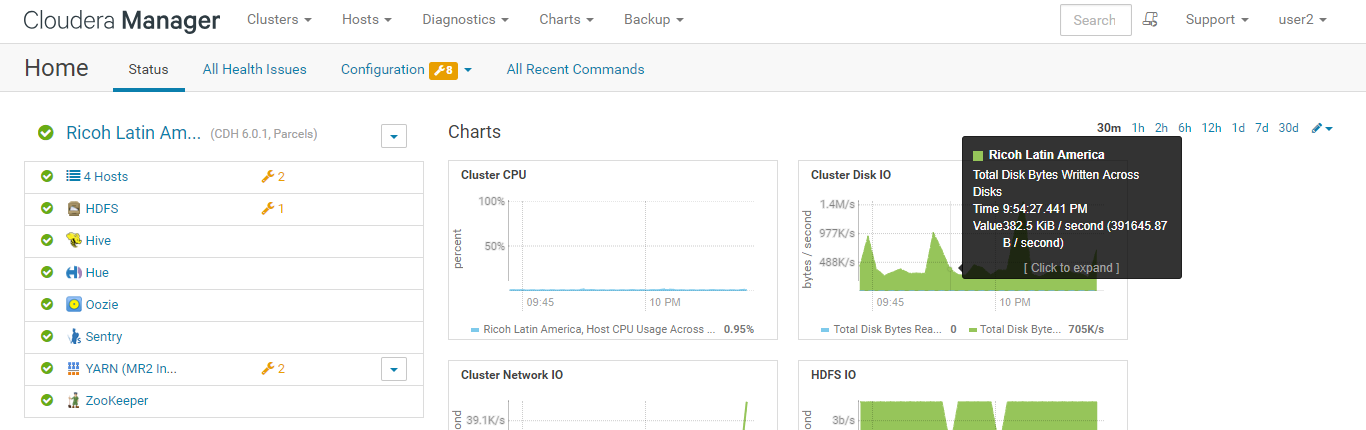 Cloudera Manager Clusters Hosts Diagnostics Charts Backup Search Support user2
Home Status All Health Issues Configuration 8 All Recent Commands
Ricoh Latin Am... (CDH 6.0.1, Parcels)
4 Hosts 2
HDFS 1
Hive
Hue
Oozie
Sentry
YARN (MR2 In... 2
ZooKeeper
Charts
30m 1h 2h 6h 12h 1d 7d 30d
Cluster CPU
percent
100%
50%
09:45 10 PM
Ricoh Latin America, Host CPU Usage Across ... 0.95%
Cluster Disk IO
bytes / second
1.4M/s
977K/s
488K/s
09:45 10 PM
Total Disk Bytes Rea... 0 Total Disk Byte... 705K/s
Ricoh Latin America
Total Disk Bytes Written Across
Disks
Time 9:54:27.441 PM
Value382.5 KiB / second (391645.87
B / second)
[ Click to expand ]
Cluster Network IO
39.1K/s
HDFS IO
3b/s